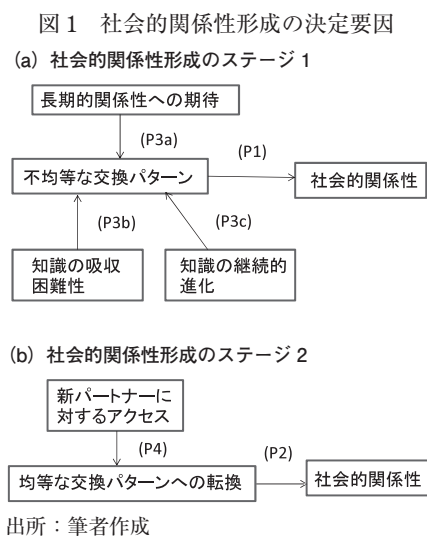 図1 社会的関係性形成の決定要因
(a) 社会的関係性形成のステージ1
長期的関係性への期待
(P3a)
(P1)
不均等な交換パターン
社会的関係性
(P3b)
(P3c)
知識の吸収
困難性
知識の継続的
進化
(b) 社会的関係性形成のステージ2
新パートナーに
対するアクセス
(P4)
(P2)
均等な交換パターンへの転換
社会的関係性
出所：筆者作成